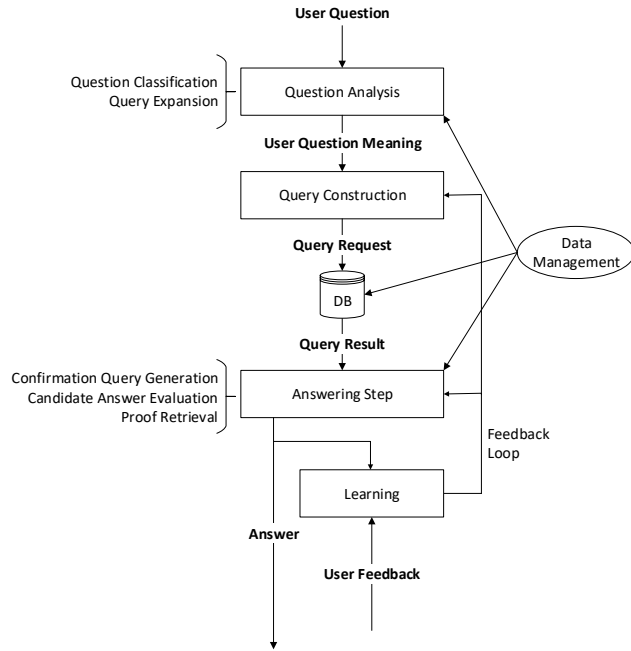 User Question
Question Classification
Query Expansion
Question Analysis
User Question Meaning
Query Construction
Query Request
Data
Management
DB
Query Result
Confirmation Query Generation
Candidate Answer Evaluation
Proof Retrieval
Answering Step
Feedback
Loop
Learning
Answer
User Feedback